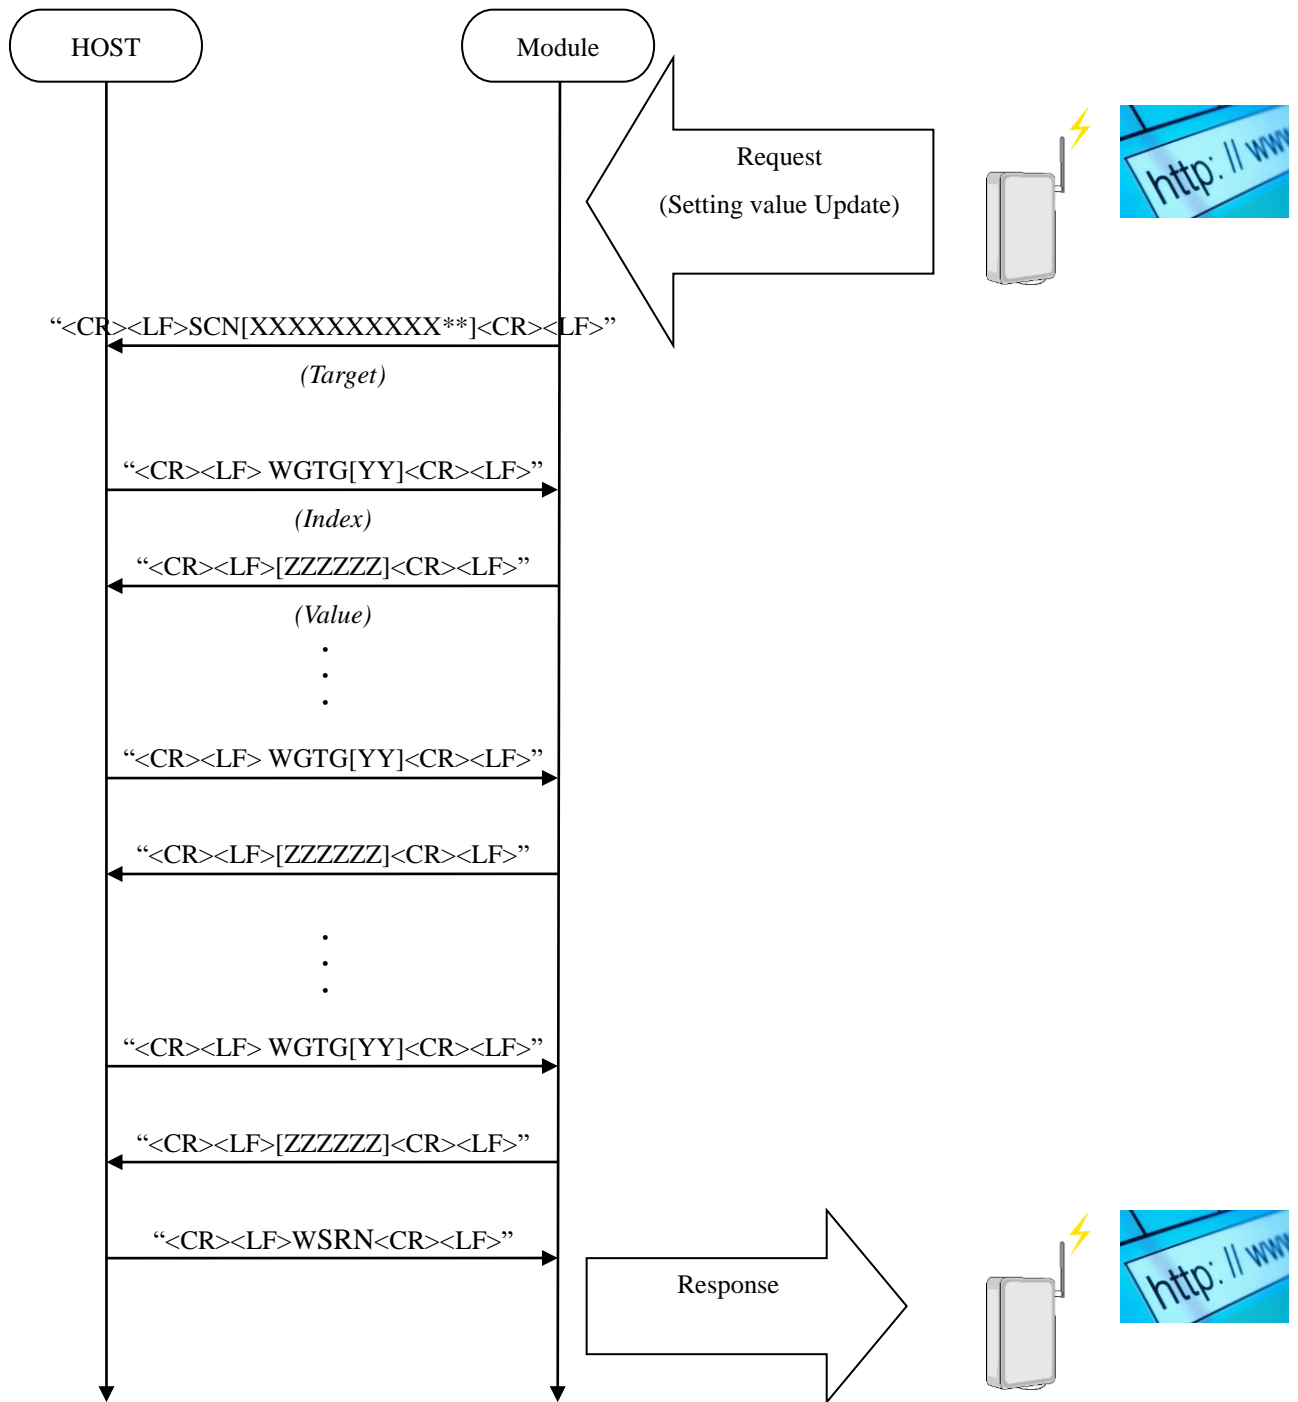 HOST
Module
Request
(Setting value Update)
http: // www
“<CR><LF>SCN[XXXXXXXXXX**]<CR><LF>”
(Target)
“<CR><LF> WGTG[YY]<CR><LF>”
(Index)
“<CR><LF>[ZZZZZZ]<CR><LF>”
(Value)
.
.
.
“<CR><LF> WGTG[YY]<CR><LF>”
“<CR><LF>[ZZZZZZ]<CR><LF>”
.
.
.
“<CR><LF> WGTG[YY]<CR><LF>”
“<CR><LF>[ZZZZZZ]<CR><LF>”
“<CR><LF>WSRN<CR><LF>”
Response
http: // www